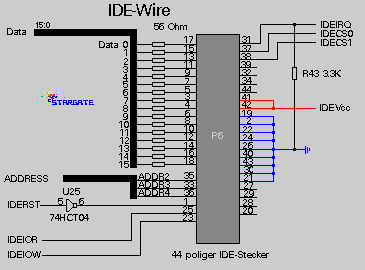 IDE-Wire
Data 15:0 56 Ohm
Data 0 17 31 IDEIRQ
1 15 37 IDECS0
2 13 38 IDECS1
3 11 39
4 9 32
5 7 34
6 5 44
7 3 41
8 4 42 IDEVcc
9 6 19
10 8 2
11 10 22
12 12 24
13 14 26
14 16 40
15 18 43
30
21
R43 3.3K
STARGATE
P6
ADDRESS ADDR2 35 27
ADDR3 33 29
ADDR4 36 28
U25
IDERST 5 6 1 20
74HCT04
IDEIOR 25
IDEIOW 23
44 poliger IDE-Stecker